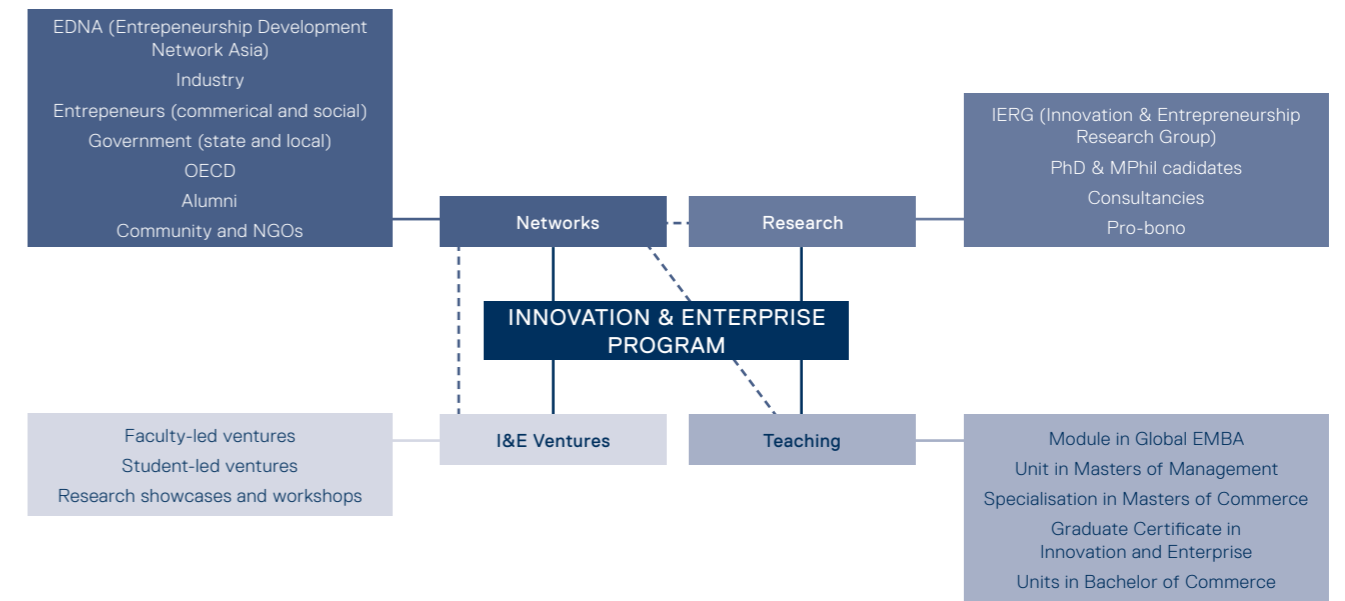 EDNA (Entrepeneurship Development
Network Asia)
Industry
Entrepeneurs (commerical and social)
Government (state and local)
OECD
Alumni
Community and NGOs
IERG (Innovation & Entrepreneurship
Research Group)
PhD & MPhil cadidates
Consultancies
Pro-bono
Networks
Research
INNOVATION & ENTERPRISE
PROGRAM
I&E Ventures
Teaching
Faculty-led ventures
Student-led ventures
Research showcases and workshops
Module in Global EMBA
Unit in Masters of Management
Specialisation in Masters of Commerce
Graduate Certificate in
Innovation and Enterprise
Units in Bachelor of Commerce